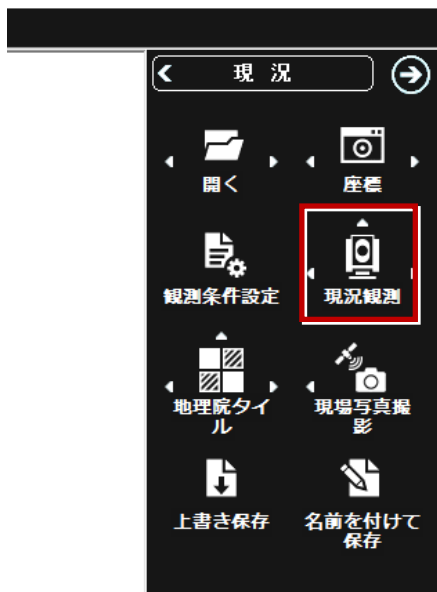 現 況
開く
座標
観測条件設定
現況観測
地理院タイ
ル
現場写真撮
影
上書き保存
名前を付けて
保存